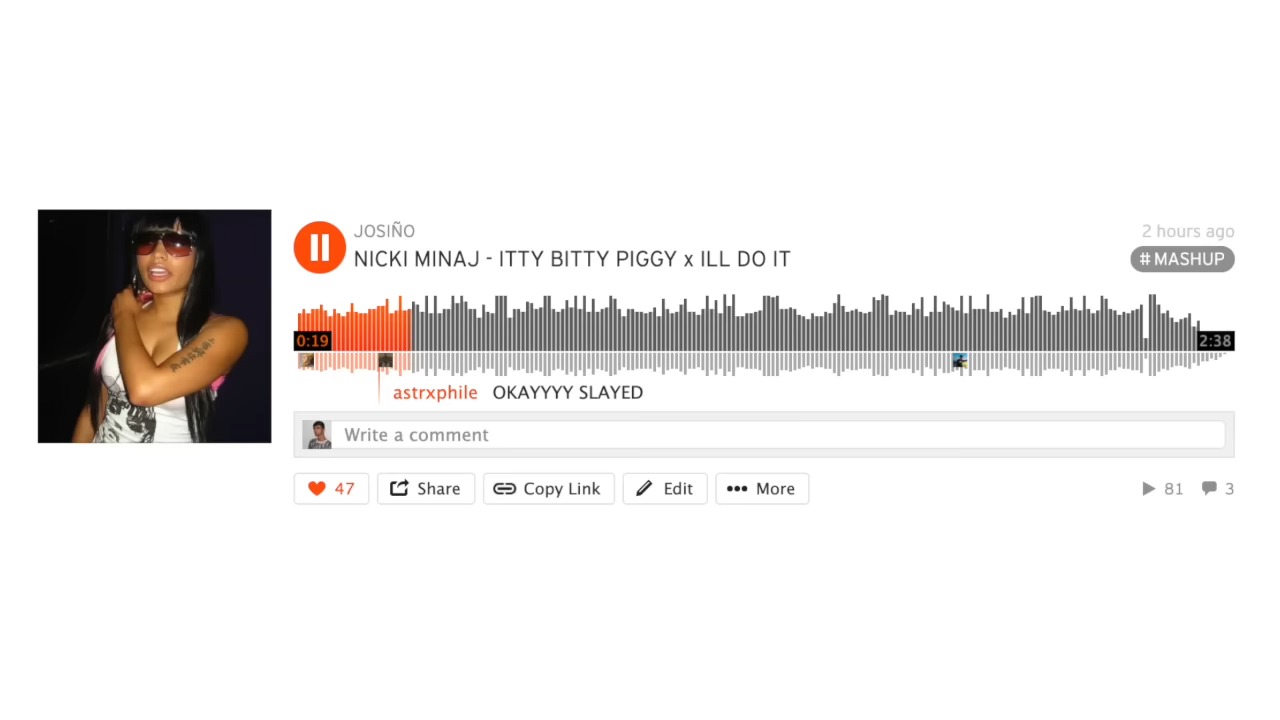 JOSIÑO
2 hours ago
NICKI MINAJ - ITTY BITTY PIGGY x ILL DO IT
# MASHUP
0:19
2:38
astrxphile OKAYYYY SLAYED
Write a comment
47 Share Copy Link Edit More
81 3